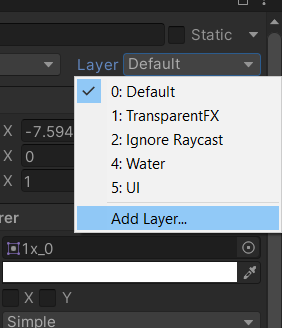 Static
Layer Default
0: Default
1: TransparentFX
2: Ignore Raycast
4: Water
5: UI
Add Layer...
X -7.594
X 0
X 1
rer
1x_0
X Y
Simple